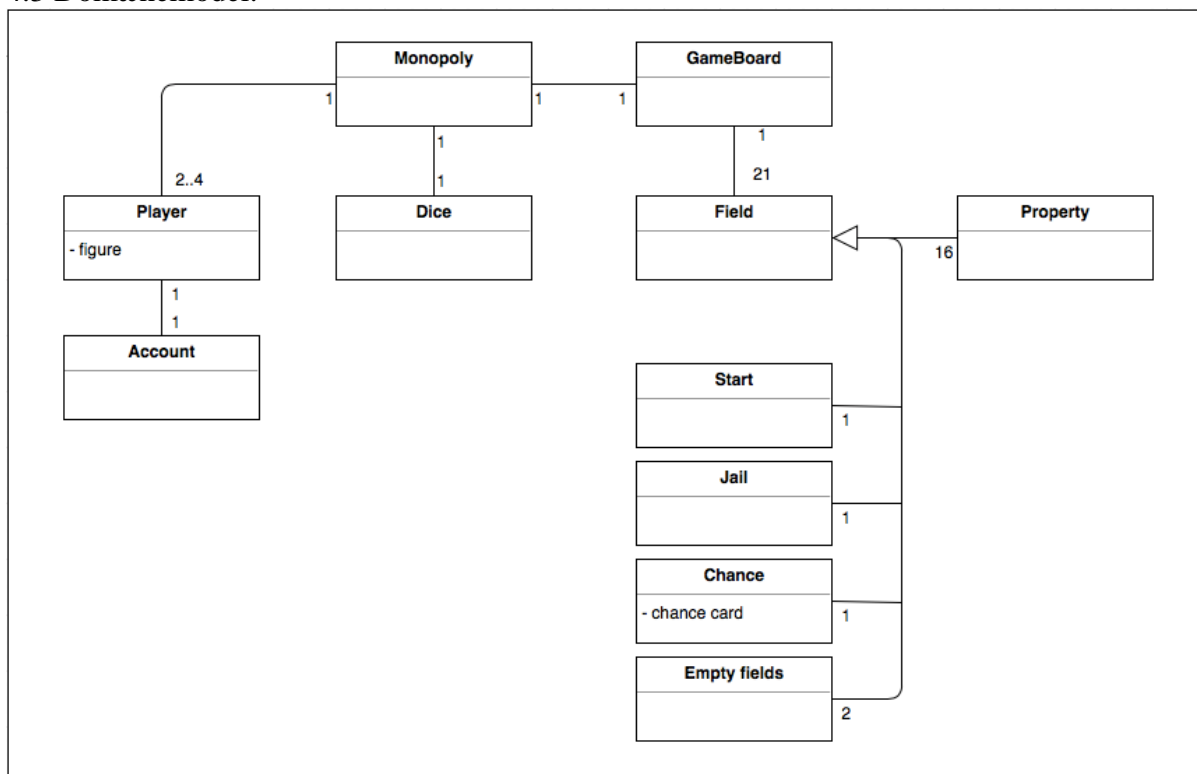 Monopoly
GameBoard
1
1
1
1
1
1
2..4
1
21
Player
- figure
Dice
Field
Property
16
1
1
Account
Start
1
Jail
1
Chance
- chance card
1
Empty fields
2